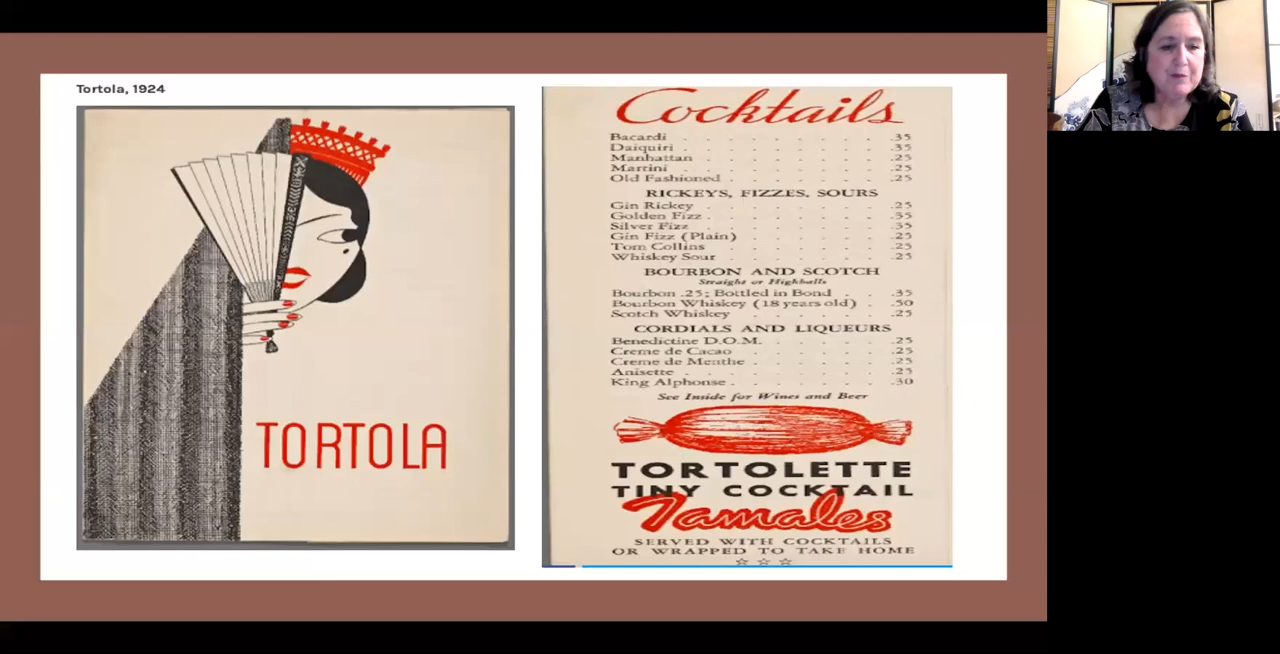 Tortola, 1924
TORTOLA
Cocktails
Bacardi . . . . . . . .35
Daiquiri . . . . . . . .35
Manhattan . . . . . . .25
Martini . . . . . . . .25
Old Fashioned . . . . . .25
RICKEYS, FIZZES, SOURS
Gin Rickey . . . . . . .25
Golden Fizz . . . . . . .35
Silver Fizz . . . . . . .35
Gin Fizz (Plain) . . . . . .25
Tom Collins . . . . . . .25
Whiskey Sour . . . . . . .25
BOURBON AND SCOTCH
Straight or Highballs
Bourbon .25; Bottled in Bond . . .35
Bourbon Whiskey (18 years old) . .50
Scotch Whiskey . . . . . .25
CORDIALS AND LIQUEURS
Benedictine D.O.M. . . . . .25
Creme de Cacao . . . . . .25
Creme de Menthe . . . . . .25
Anisette . . . . . . . .25
King Alphonse . . . . . . .30
See Inside for Wines and Beer
TORTOLETTE
TINY COCKTAIL
Tamales
SERVED WITH COCKTAILS
OR WRAPPED TO TAKE HOME